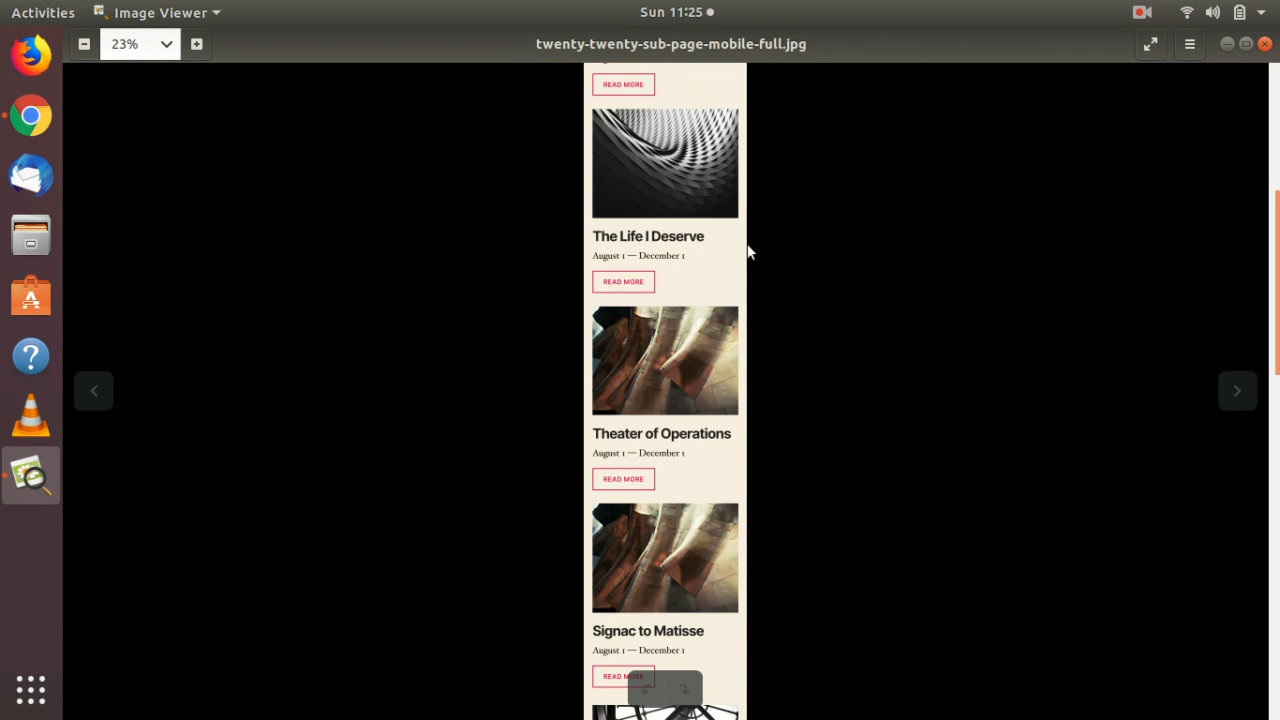 Activities
Image Viewer
Sun 11:25
23%
twenty-twenty-sub-page-mobile-full.jpg
READ MORE
The Life I Deserve
August 1 — December 1
READ MORE
Theater of Operations
August 1 — December 1
READ MORE
Signac to Matisse
August 1 — December 1
READ MORE